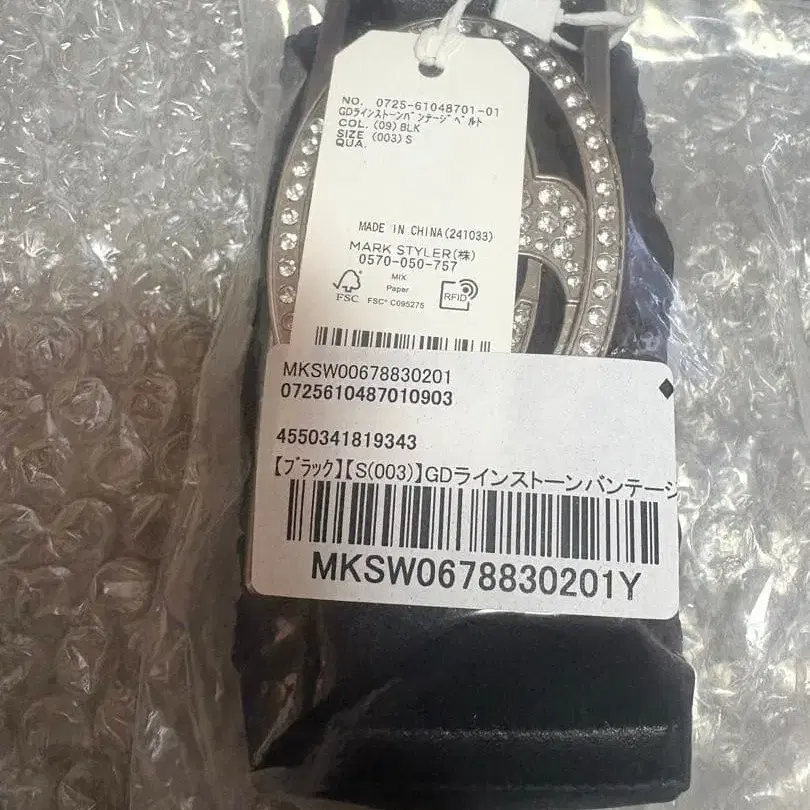 NO. 0725-61048701-01
GDラインストーンバンテージベルト
COL. (09) BLK
SIZE (003) S
QUA.
MADE IN CHINA(241033)
MARK STYLER(株)
0570-050-757
MIX
Paper
FSC
FSC® C095275
RFID
MKSW00678830201
0725610487010903
4550341819343
【ブラック】【S(003)】GDラインストーンバンテージ
MKSW0678830201Y